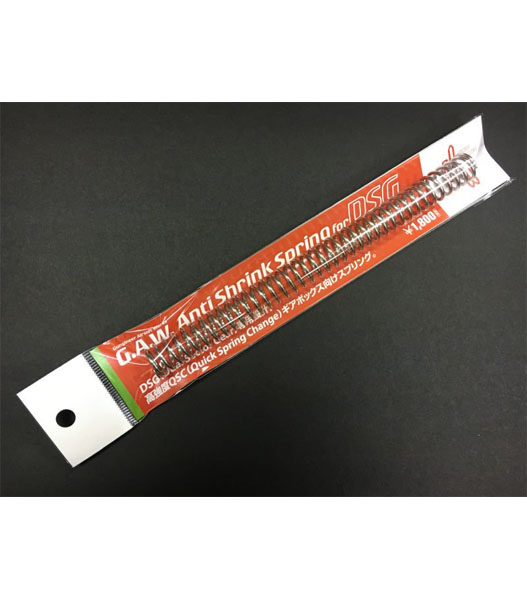 G.A.W. Anti Shrink Spring for DSG
¥1,800
DSG
高強度QSC(Quick Spring Change)ギアボックス向けスプリング。